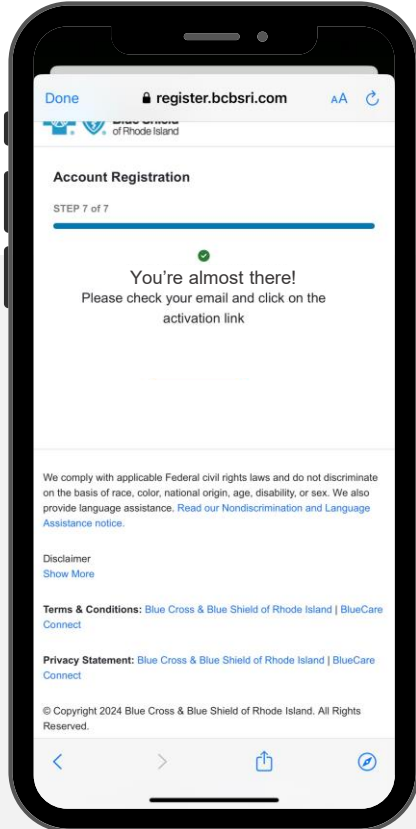 Done
register.bcbsri.com
AA
Blue Shield
of Rhode Island
Account Registration
STEP 7 of 7
You’re almost there!
Please check your email and click on the
activation link
We comply with applicable Federal civil rights laws and do not discriminate
on the basis of race, color, national origin, age, disability, or sex. We also
provide language assistance. Read our Nondiscrimination and Language
Assistance notice.
Disclaimer
Show More
Terms & Conditions: Blue Cross & Blue Shield of Rhode Island | BlueCare
Connect
Privacy Statement: Blue Cross & Blue Shield of Rhode Island | BlueCare
Connect
© Copyright 2024 Blue Cross & Blue Shield of Rhode Island. All Rights
Reserved.